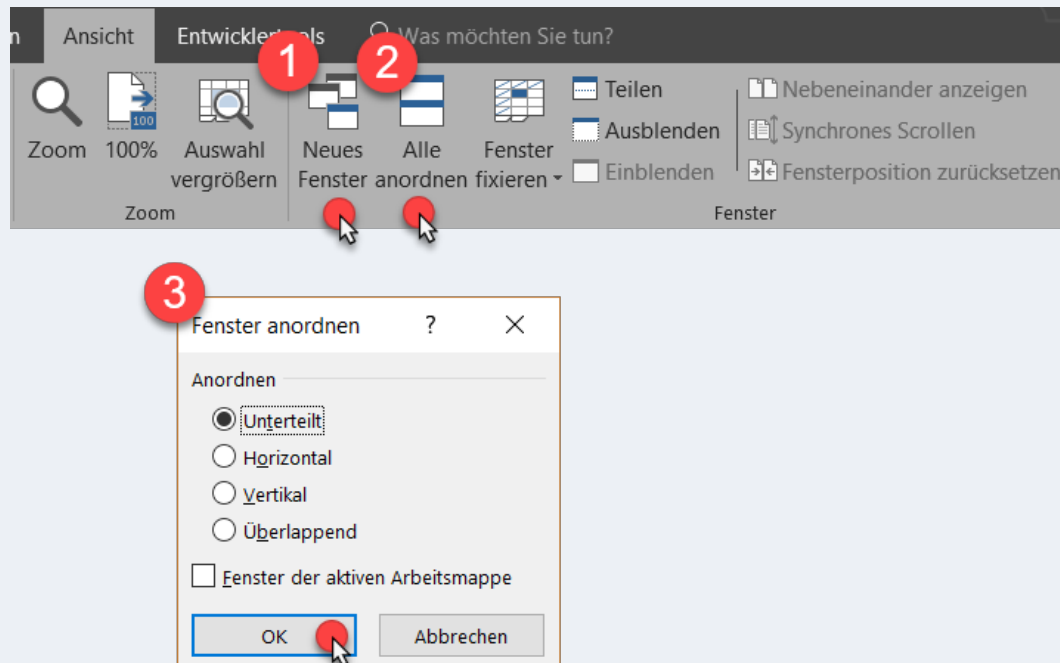 n Ansicht Entwicklertools Was möchten Sie tun?
1 2
100
Teilen Nebeneinander anzeigen
Ausblenden Synchrones Scrollen
Zoom 100% Auswahl Neues Alle Fenster
vergrößern Fenster anordnen fixieren Einblenden Fensterposition zurücksetzen
Zoom Fenster
3
Fenster anordnen ? ×
Anordnen
Unterteilt
Horizontal
Vertikal
Überlappend
Fenster der aktiven Arbeitsmappe
OK Abbrechen